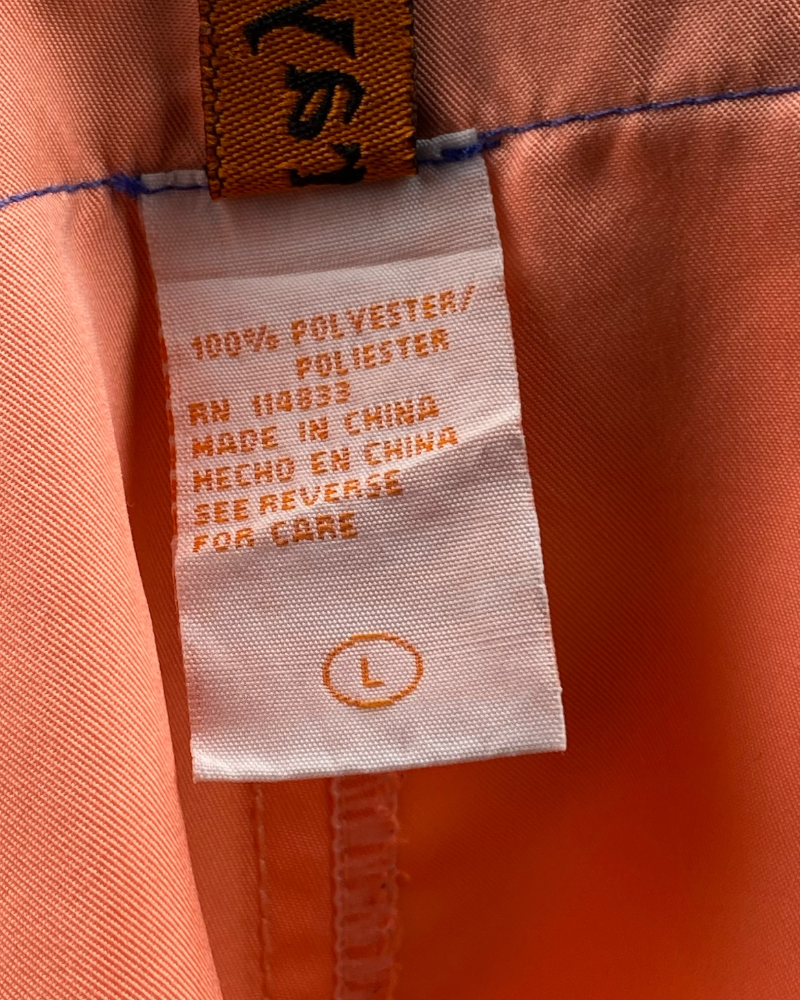 100% POLYESTER/
POLIESTER
RN 114833
MADE IN CHINA
HECHO EN CHINA
SEE REVERSE
FOR CARE
L